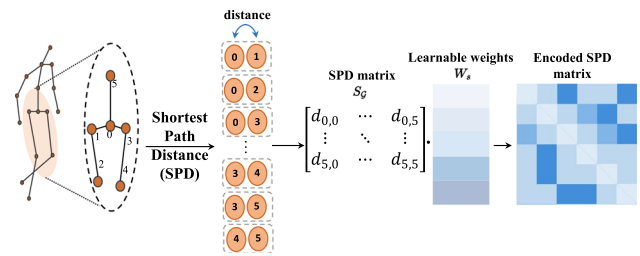 distance
5
1
0
3
2
4
Shortest
Path
Distance
(SPD)
0 1
0 2
0 3
⋮
3 4
3 5
4 5
SPD matrix
S𝒢
d0,0 ⋯ d0,5
⋮ ⋱ ⋮
d5,0 ⋯ d5,5
.
Learnable weights
Ws
Encoded SPD
matrix